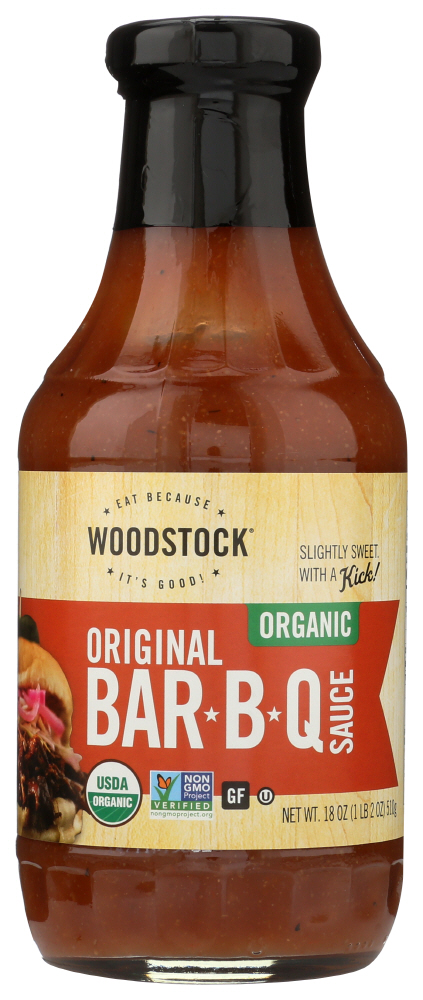 EAT BECAUSE
WOODSTOCK®
IT'S GOOD!
SLIGHTLY SWEET,
WITH A Kick!
ORGANIC
ORIGINAL
BAR★B★Q
SAUCE
USDA
ORGANIC
NON
GMO
Project
VERIFIED
nongmoproject.org
GF
U
NET WT. 18 OZ (1 LB 2 OZ) 510g